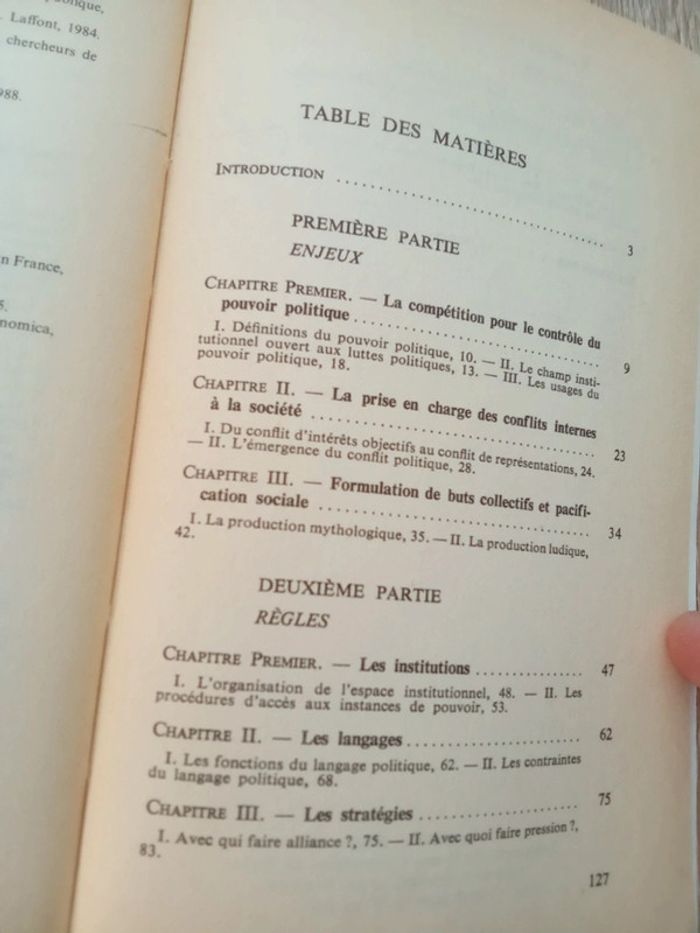 Laffont, 1984.
chercheurs de
988.
n France,
5.
nomica,
TABLE DES MATIÈRES
INTRODUCTION .................... 3
PREMIÈRE PARTIE
ENJEUX
CHAPITRE PREMIER. — La compétition pour le contrôle du
pouvoir politique .................... 9
I. Définitions du pouvoir politique, 10. — II. Le champ insti-
tutionnel ouvert aux luttes politiques, 13. — III. Les usages du
pouvoir politique, 18.
CHAPITRE II. — La prise en charge des conflits internes
à la société .................... 23
I. Du conflit d'intérêts objectifs au conflit de représentations, 24.
— II. L'émergence du conflit politique, 28.
CHAPITRE III. — Formulation de buts collectifs et pacifi-
cation sociale .................... 34
I. La production mythologique, 35. — II. La production ludique,
42.
DEUXIÈME PARTIE
RÈGLES
CHAPITRE PREMIER. — Les institutions .................... 47
I. L'organisation de l'espace institutionnel, 48. — II. Les
procédures d'accès aux instances de pouvoir, 53.
CHAPITRE II. — Les langages .................... 62
I. Les fonctions du langage politique, 62. — II. Les contraintes
du langage politique, 68.
CHAPITRE III. — Les stratégies .................... 75
I. Avec qui faire alliance ?, 75. — II. Avec quoi faire pression ?,
83.
127